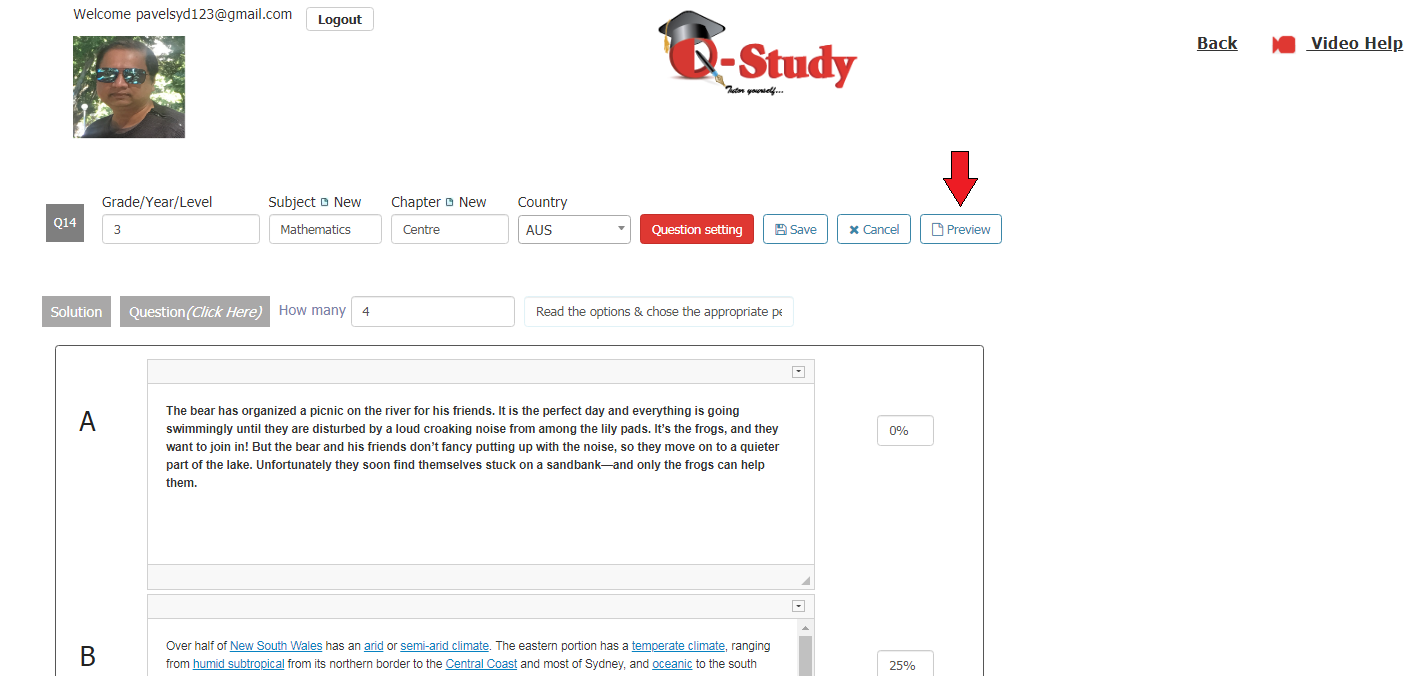 Welcome pavelsyd123@gmail.com Logout
Q-Study
Tutor yourself...
Back Video Help
Grade/Year/Level Subject New Chapter New Country
Q14 3 Mathematics Centre AUS Question setting Save Cancel Preview
Solution Question(Click Here) How many 4 Read the options & chose the appropriate pe
A
The bear has organized a picnic on the river for his friends. It is the perfect day and everything is going
swimmingly until they are disturbed by a loud croaking noise from among the lily pads. It’s the frogs, and they
want to join in! But the bear and his friends don’t fancy putting up with the noise, so they move on to a quieter
part of the lake. Unfortunately they soon find themselves stuck on a sandbank—and only the frogs can help
them.
0%
B
Over half of New South Wales has an arid or semi-arid climate. The eastern portion has a temperate climate, ranging
from humid subtropical from its northern border to the Central Coast and most of Sydney, and oceanic to the south
25%